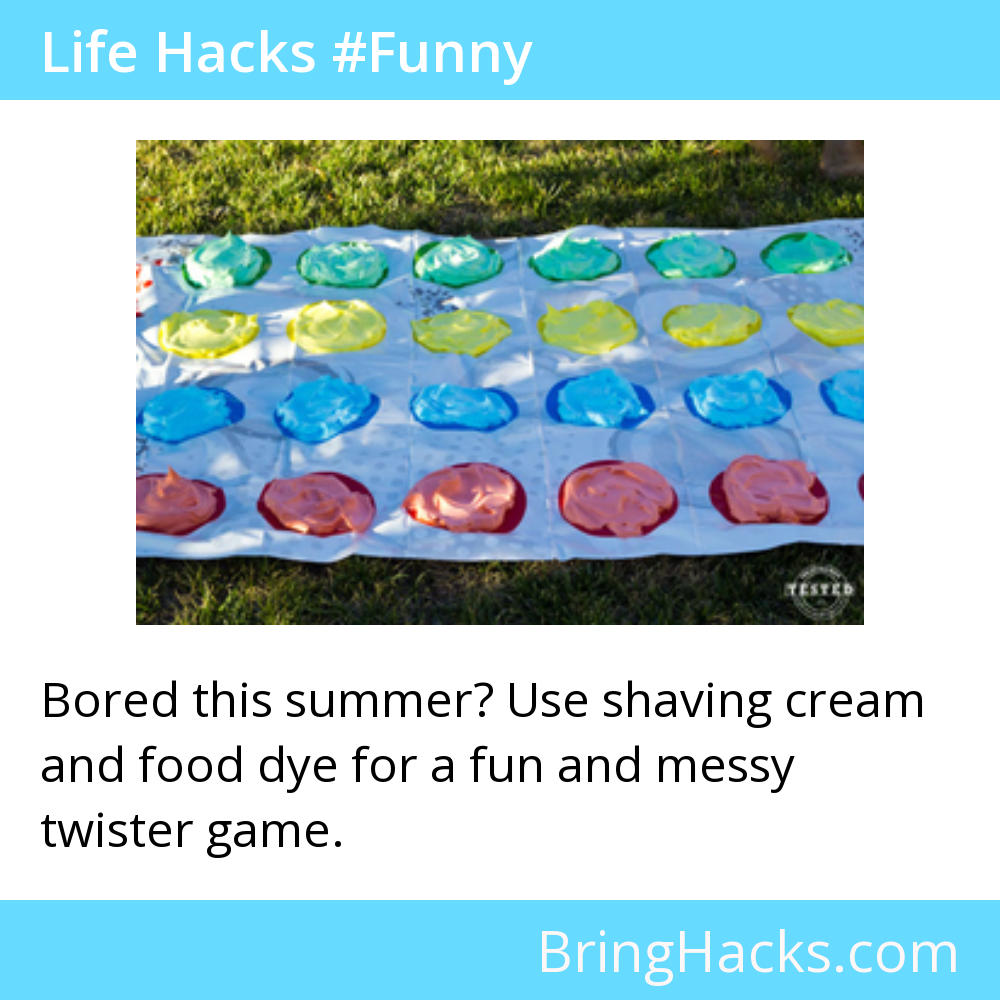 Life Hacks #Funny
TESTED
Bored this summer? Use shaving cream
and food dye for a fun and messy
twister game.
BringHacks.com